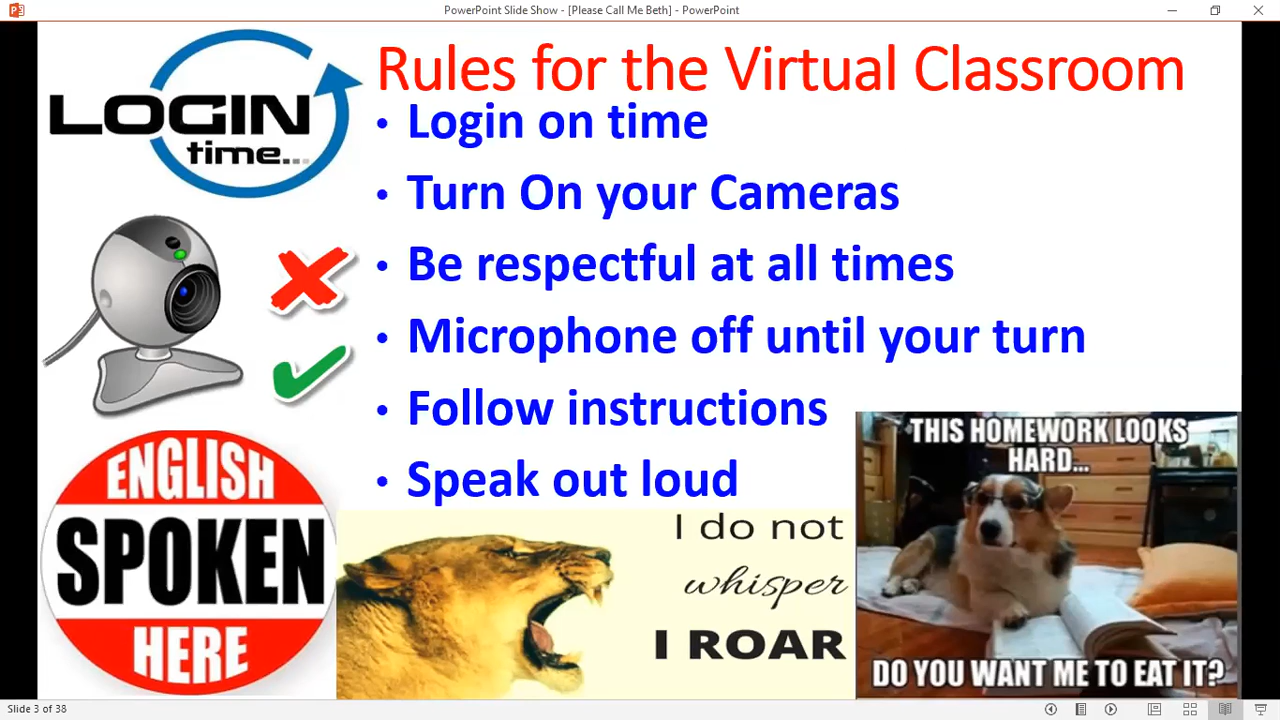 PowerPoint Slide Show - [Please Call Me Beth] - PowerPoint
Rules for the Virtual Classroom
LOGIN
time...
• Login on time
• Turn On your Cameras
• Be respectful at all times
• Microphone off until your turn
• Follow instructions
• Speak out loud
ENGLISH
SPOKEN
HERE
I do not
whisper
I ROAR
THIS HOMEWORK LOOKS
HARD...
DO YOU WANT ME TO EAT IT?
Slide 3 of 38